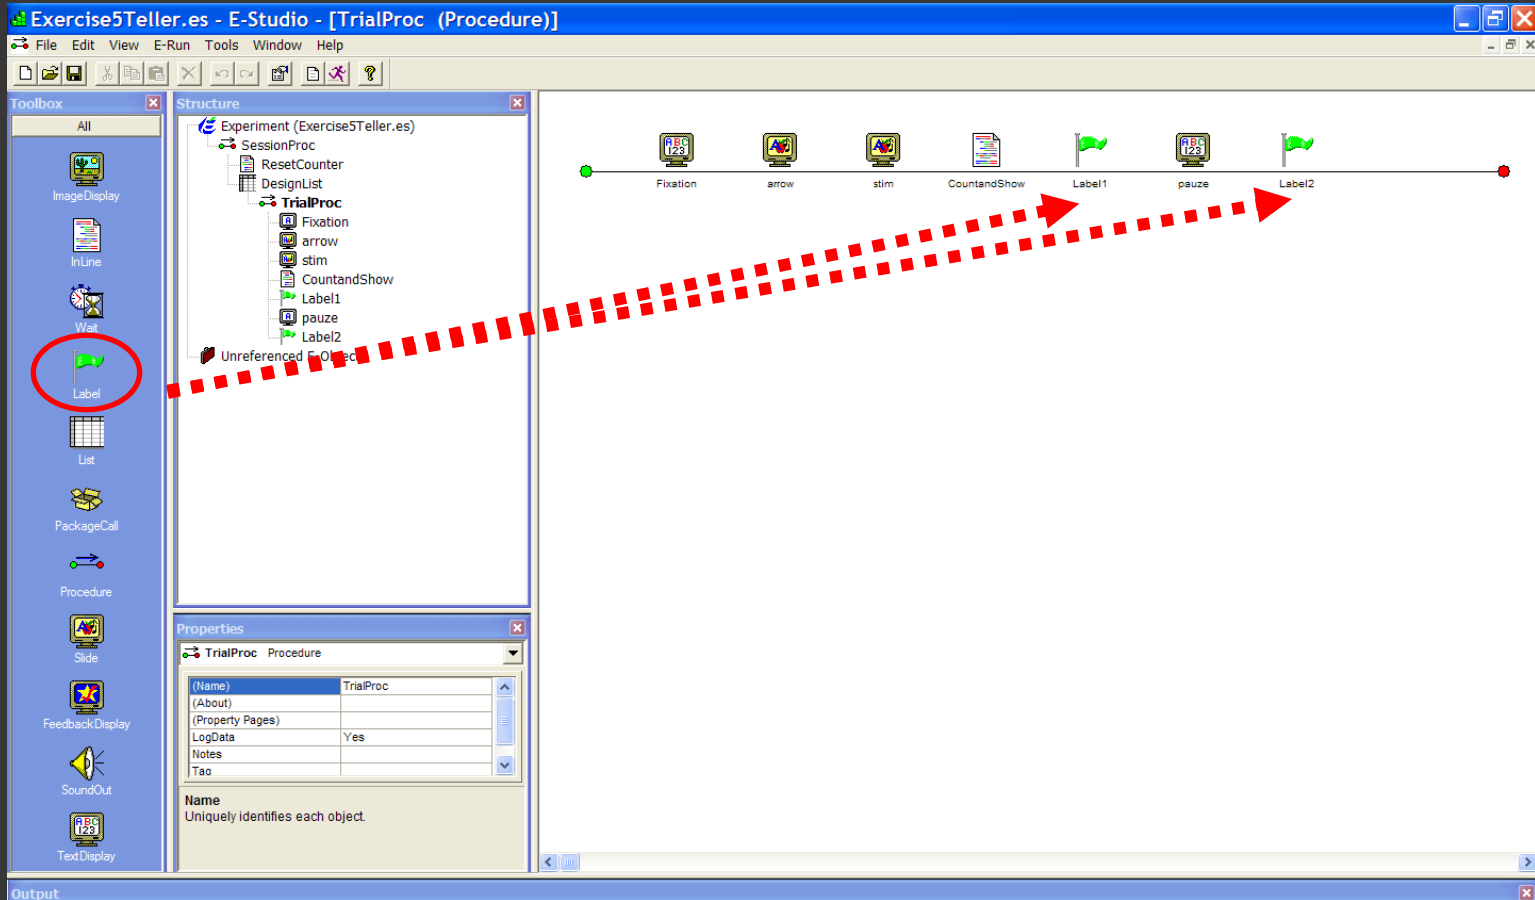 Exercise5Teller.es - E-Studio - [TrialProc (Procedure)]
File Edit View E-Run Tools Window Help
Toolbox
All
ImageDisplay
InLine
Wait
Label
List
PackageCall
Procedure
Slide
FeedbackDisplay
SoundOut
TextDisplay
Structure
Experiment (Exercise5Teller.es)
SessionProc
ResetCounter
DesignList
TrialProc
Fixation
arrow
stim
CountandShow
Label1
pauze
Label2
Unreferenced E-Objec
Properties
TrialProc Procedure
(Name) TrialProc
(About)
(Property Pages)
LogData Yes
Notes
Tag
Name
Uniquely identifies each object.
Fixation arrow stim CountandShow Label1 pauze Label2
Output